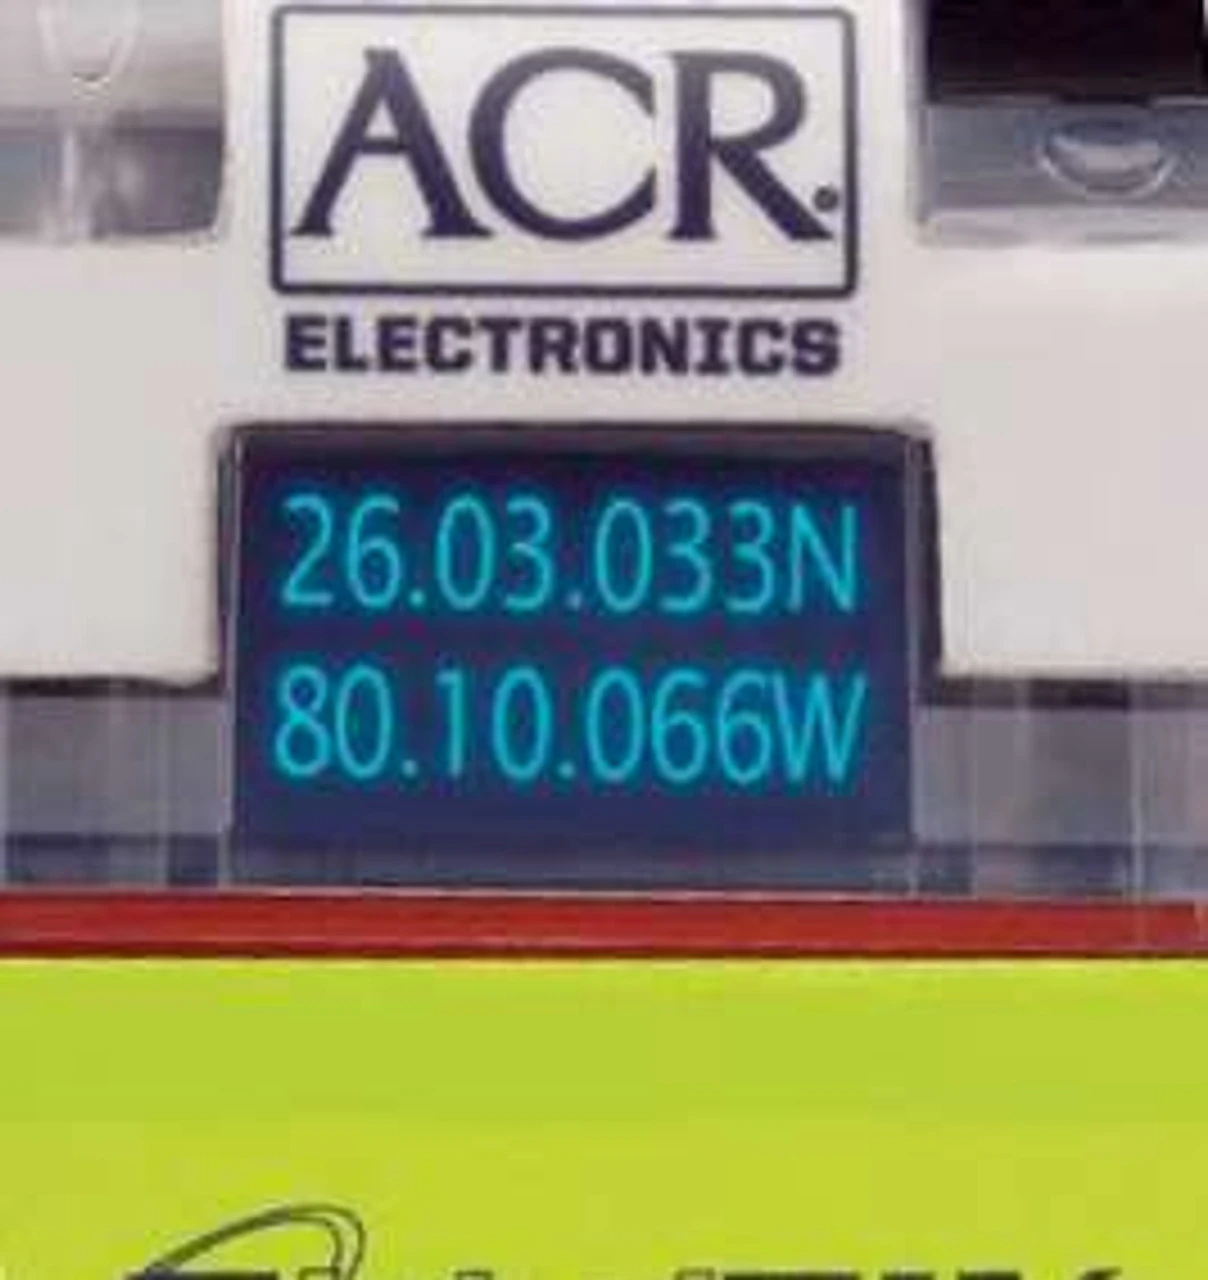 ACR.
ELECTRONICS
26.03.033N
80.10.066W